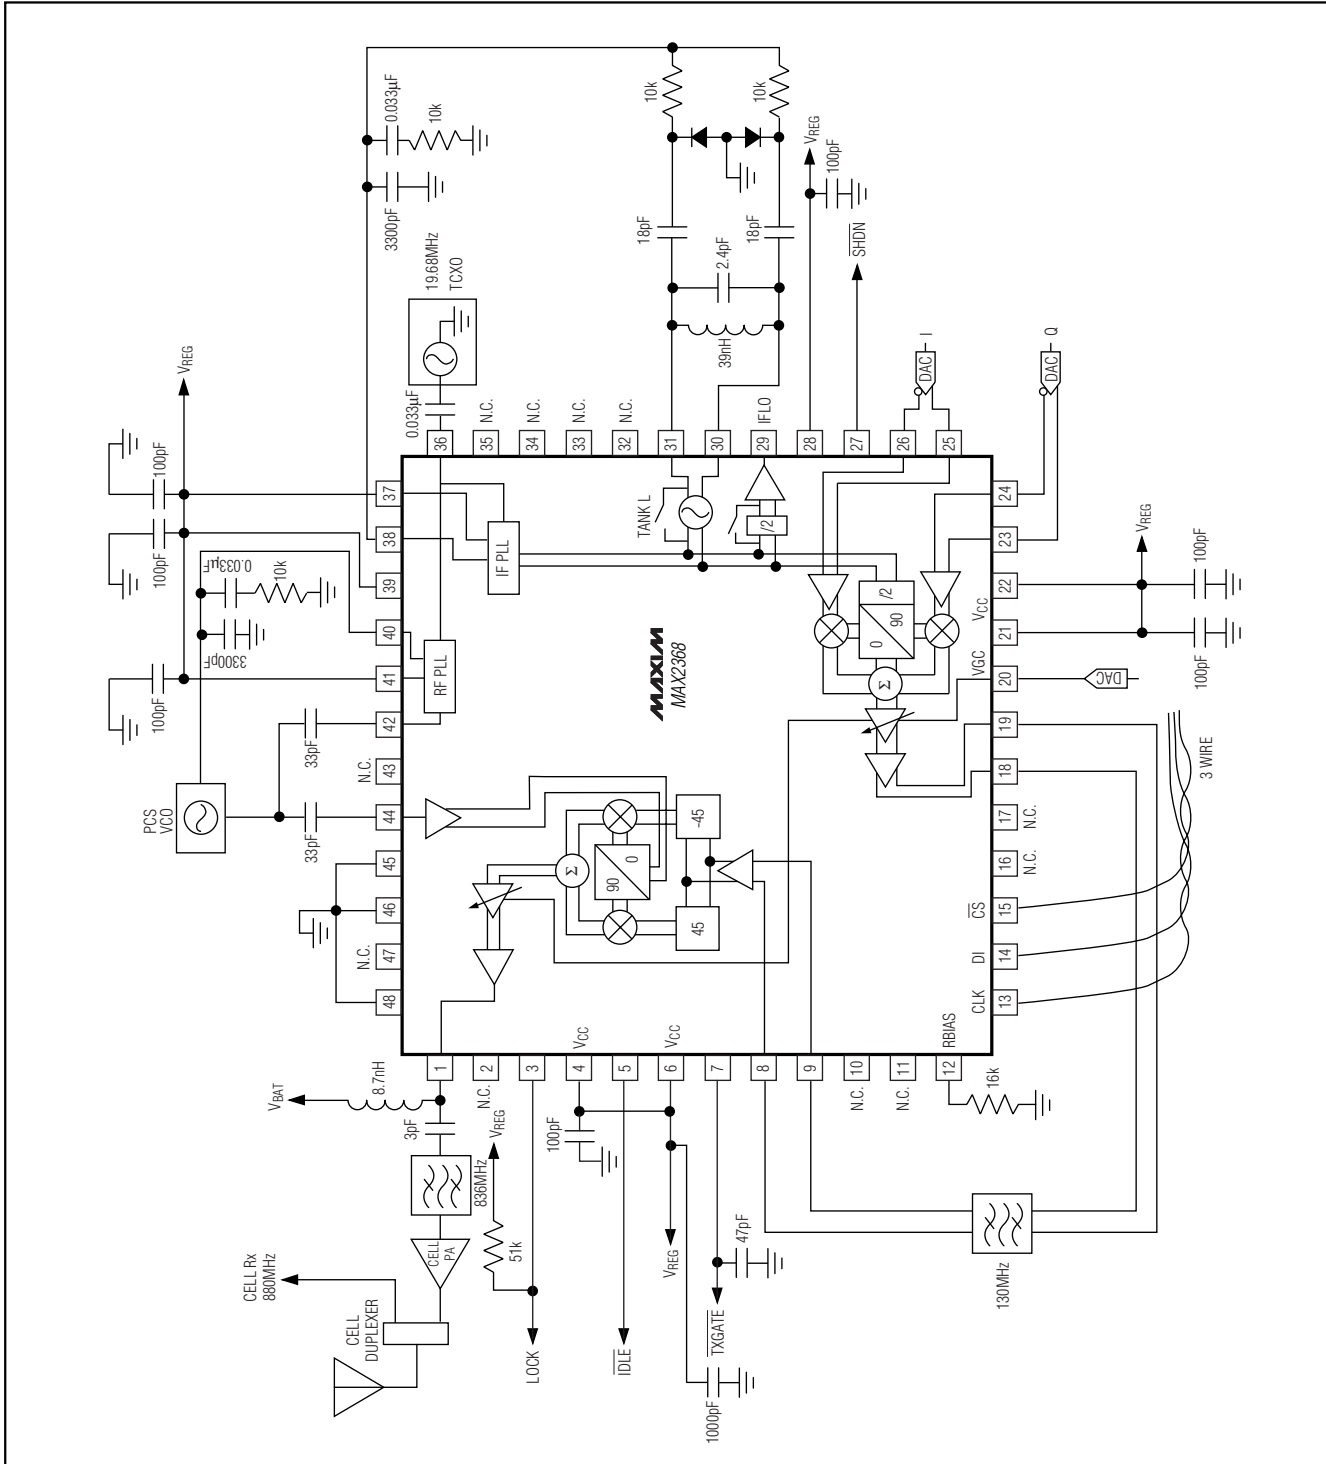 0.033µF
10k
3300pF
19.68MHz
TCXO
0.033µF
10k
10k
18pF
18pF
2.4pF
39nH
VREG
100pF
SHDN
DAC
I
DAC
Q
VREG
100pF
100pF
100pF
0.033µF
10k
3300pF
100pF
33pF
33pF
PCS
VCO
N.C.
N.C.
36
35
N.C.
34
N.C.
33
N.C.
32
N.C.
31
30
29
IFLO
28
27
26
25
37
38
39
40
41
42
43
44
45
46
47
48
24
23
22
21
20
19
18
17
16
15
14
13
N.C.
N.C.
VCC
VGC
CS
DI
CLK
RBIAS
VREG
100pF
100pF
DAC
3 WIRE
IF PLL
RF PLL
TANK L
/2
/2
90
0
Σ
MAXIM
MAX2368
-45
45
90
0
Σ
VCC
VCC
1
2
3
4
5
6
7
8
9
10
11
12
N.C.
N.C.
N.C.
16k
VBAT
8.7nH
3pF
836MHz
CELL
PA
CELL Rx
880MHz
CELL
DUPLEXER
VREG
51k
LOCK
100pF
IDLE
VREG
1000pF
TXGATE
47pF
130MHz